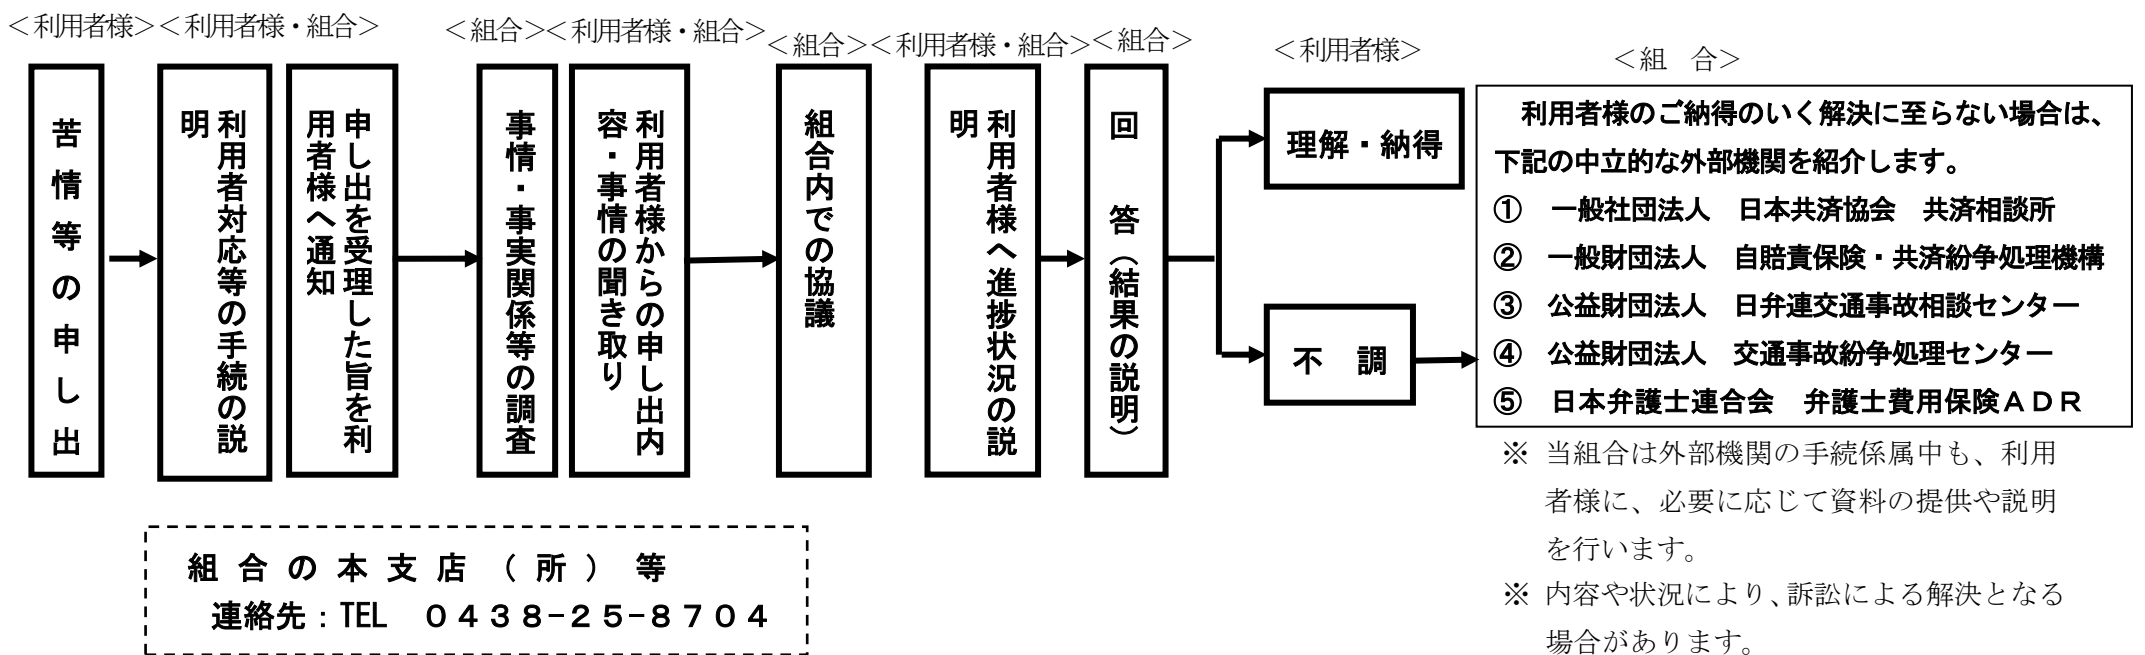 ＜利用者様＞＜利用者様・組合＞
＜組合＞＜利用者様・組合＞
＜組合＞＜利用者様・組合＞
＜組合＞
＜利用者様＞
＜組　合＞
苦情等の申し出
利用者対応等の手続の説
明
申し出を受理した旨を利
用者様へ通知
事情・事実関係等の調査
利用者様からの申し出内
容・事情の聞き取り
組合内での協議
利用者様へ進捗状況の説
明
回　答（結果の説明）
理解・納得
不　調
利用者様のご納得のいく解決に至らない場合は、
下記の中立的な外部機関を紹介します。
①　一般社団法人　日本共済協会　共済相談所
②　一般財団法人　自賠責保険・共済紛争処理機構
③　公益財団法人　日弁連交通事故相談センター
④　公益財団法人　交通事故紛争処理センター
⑤　日本弁護士連合会　弁護士費用保険ＡＤＲ
※ 当組合は外部機関の手続係属中も、利用
者様に、必要に応じて資料の提供や説明
を行います。
※ 内容や状況により、訴訟による解決となる
場合があります。
組合の本支店（所）等
連絡先：TEL　０４３８−２５−８７０４